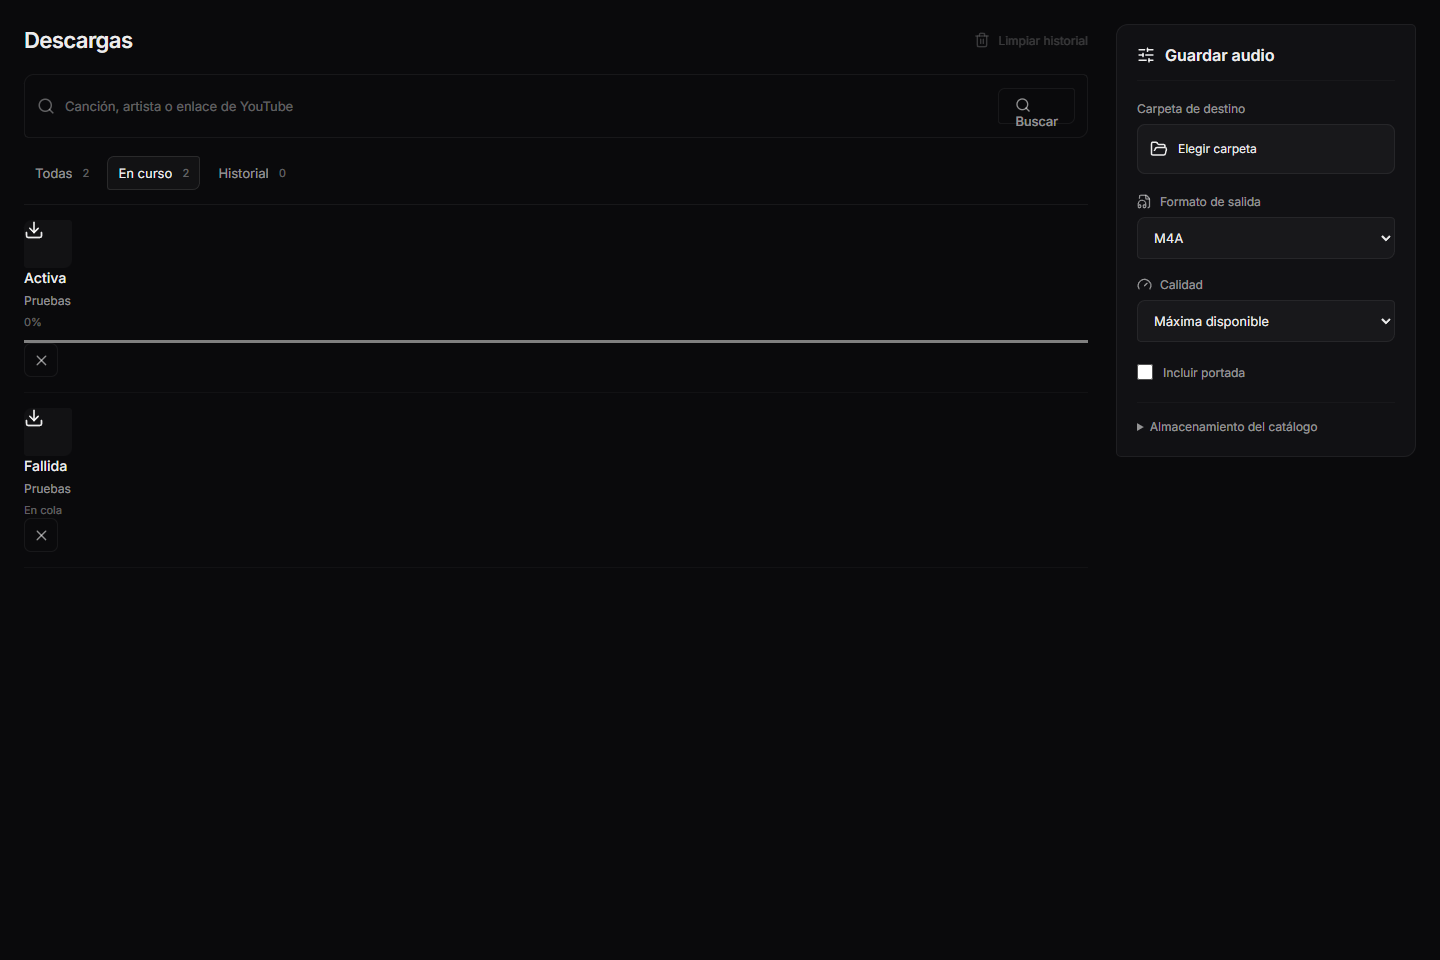 Descargas
Limpiar historial
Canción, artista o enlace de YouTube
Buscar
Todas 2
En curso 2
Historial 0
Activa
Pruebas
0%
Fallida
Pruebas
En cola
Guardar audio
Carpeta de destino
Elegir carpeta
Formato de salida
M4A
Calidad
Máxima disponible
Incluir portada
Almacenamiento del catálogo